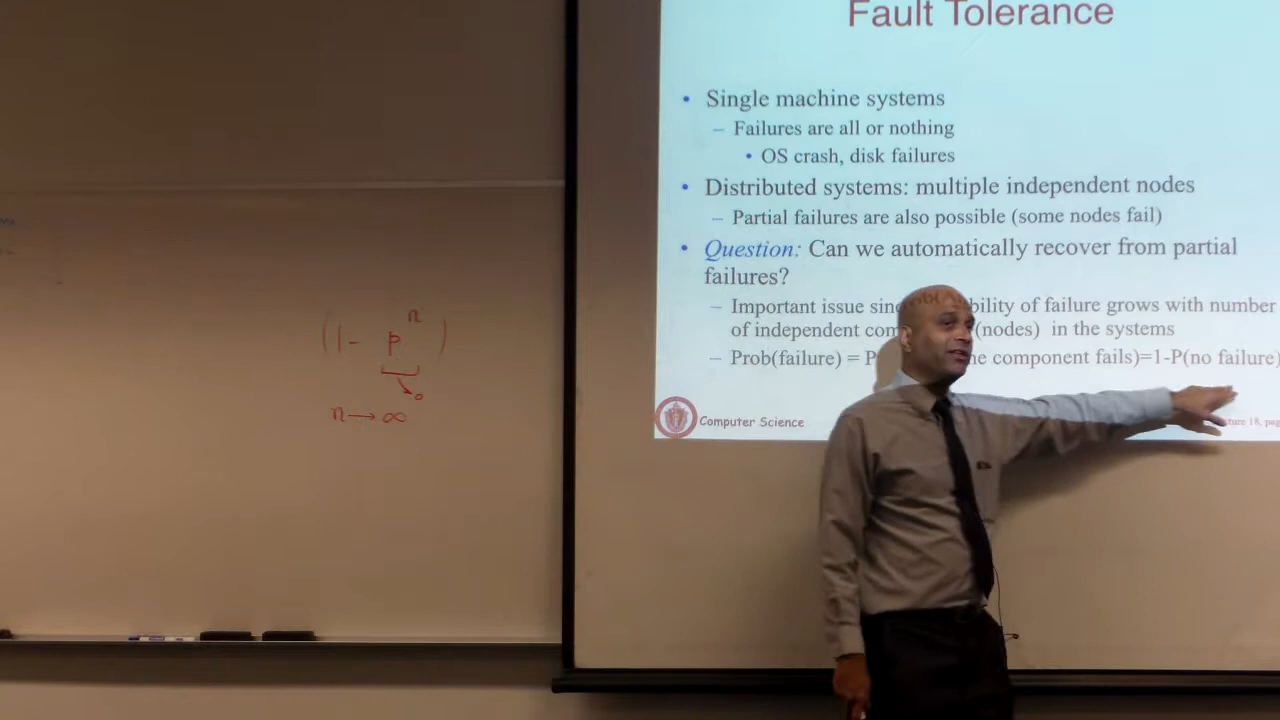 Fault Tolerance
• Single machine systems
– Failures are all or nothing
• OS crash, disk failures
• Distributed systems: multiple independent nodes
– Partial failures are also possible (some nodes fail)
• Question: Can we automatically recover from partial
failures?
– Important issue bility of failure grows with number
of independent (nodes) in the systems
– Prob(failure) = P component fails)=1-P(no failure)
Computer Science
18,
(1 - p^n)
0
n → ∞